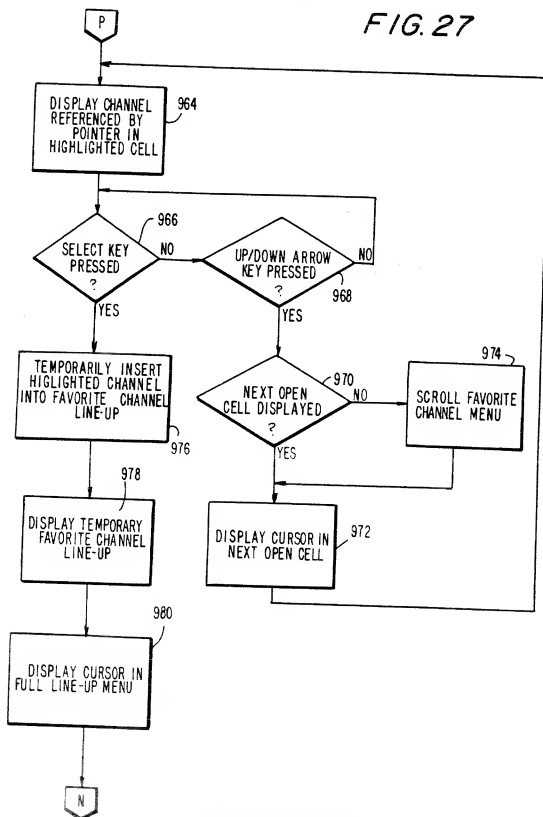 P
FIG. 27
DISPLAY CHANNEL
REFERENCED BY
POINTER IN
HIGHLIGHTED CELL
964
SELECT KEY
PRESSED
?
966
NO
YES
UP/DOWN ARROW
KEY PRESSED
?
968
NO
YES
TEMPORARILY INSERT
HIGLIGHTED CHANNEL
INTO FAVORITE CHANNEL
LINE-UP
976
NEXT OPEN
CELL DISPLAYED
?
970
NO
YES
974
SCROLL FAVORITE
CHANNEL MENU
978
DISPLAY TEMPORARY
FAVORITE CHANNEL
LINE-UP
DISPLAY CURSOR IN
NEXT OPEN CELL
972
980
DISPLAY CURSOR IN
FULL LINE-UP MENU
N